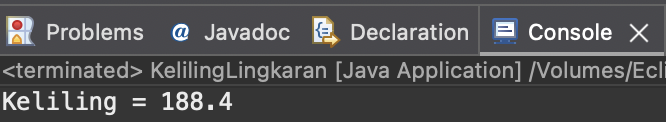 Problems @ Javadoc Declaration Console
<terminated> KelilingLingkaran [Java Application] /Volumes/Ecli
Keliling = 188.4